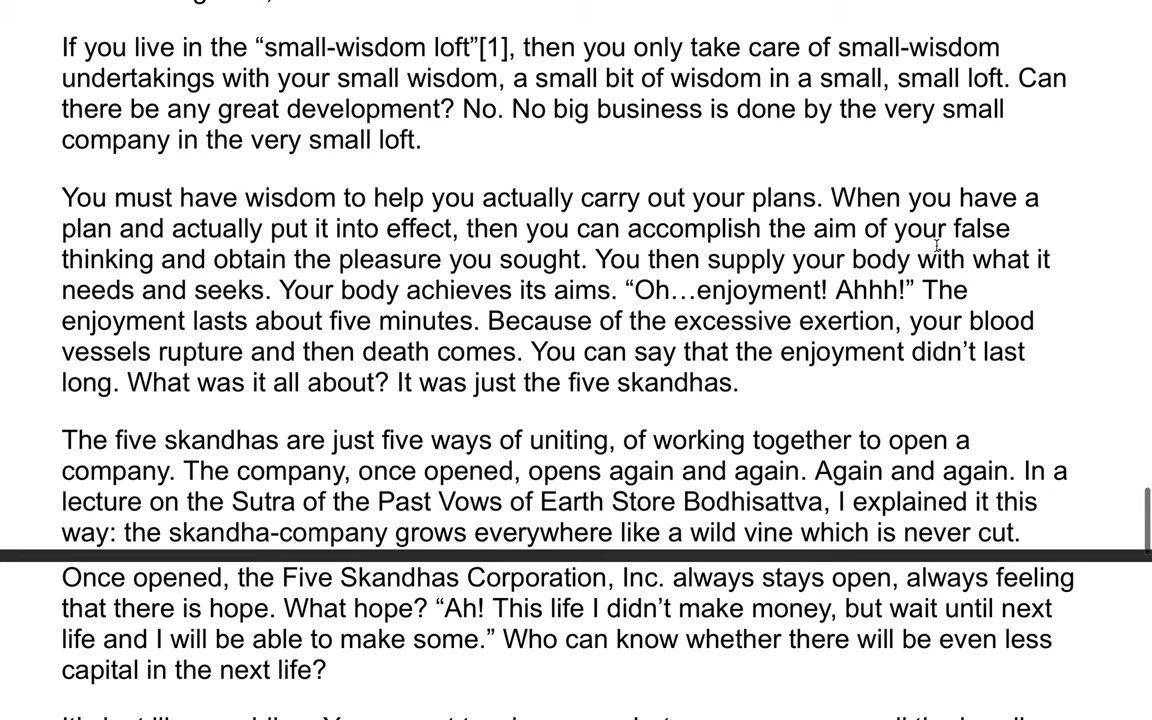 If you live in the “small-wisdom loft”[1], then you only take care of small-wisdom
undertakings with your small wisdom, a small bit of wisdom in a small, small loft. Can
there be any great development? No. No big business is done by the very small
company in the very small loft.
You must have wisdom to help you actually carry out your plans. When you have a
plan and actually put it into effect, then you can accomplish the aim of your false
thinking and obtain the pleasure you sought. You then supply your body with what it
needs and seeks. Your body achieves its aims. “Oh…enjoyment! Ahhh!” The
enjoyment lasts about five minutes. Because of the excessive exertion, your blood
vessels rupture and then death comes. You can say that the enjoyment didn’t last
long. What was it all about? It was just the five skandhas.
The five skandhas are just five ways of uniting, of working together to open a
company. The company, once opened, opens again and again. Again and again. In a
lecture on the Sutra of the Past Vows of Earth Store Bodhisattva, I explained it this
way: the skandha-company grows everywhere like a wild vine which is never cut.
Once opened, the Five Skandhas Corporation, Inc. always stays open, always feeling
that there is hope. What hope? “Ah! This life I didn’t make money, but wait until next
life and I will be able to make some.” Who can know whether there will be even less
capital in the next life?